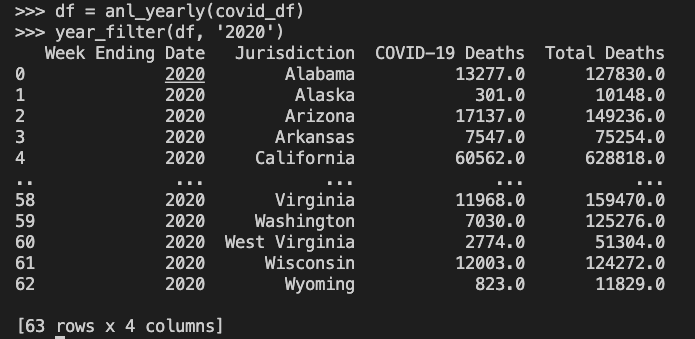 >>> df = anl_yearly(covid_df)
>>> year_filter(df, '2020')
   Week Ending Date   Jurisdiction  COVID-19 Deaths  Total Deaths
0              2020        Alabama          13277.0      127830.0
1              2020         Alaska            301.0       10148.0
2              2020        Arizona          17137.0      149236.0
3              2020       Arkansas           7547.0       75254.0
4              2020     California          60562.0      628818.0
..              ...            ...              ...           ...
58             2020       Virginia          11968.0      159470.0
59             2020     Washington           7030.0      125276.0
60             2020  West Virginia           2774.0       51304.0
61             2020      Wisconsin          12003.0      124272.0
62             2020        Wyoming            823.0       11829.0
[63 rows x 4 columns]